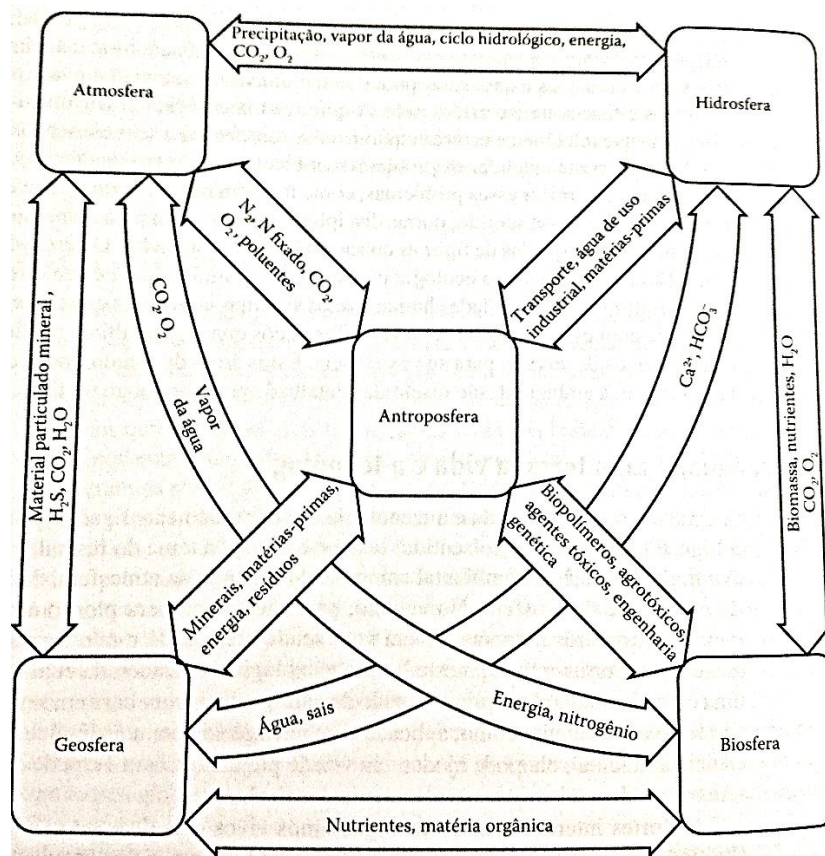 Precipitação, vapor da água, ciclo hidrológico, energia,
CO₂, O₂
Atmosfera
Hidrosfera
N₂, N fixado, CO₂,
O₂, poluentes
Transporte, água de uso
industrial, matérias-primas
CO₂, O₂
Vapor
da água
Ca²⁺, HCO₃⁻
Material particulado mineral,
H₂S, CO₂, H₂O
Biomassa, nutrientes, H₂O
CO₂, O₂
Antroposfera
Minerais, matérias-primas,
energia, resíduos
Biopolímeros, agrotóxicos,
agentes tóxicos, engenharia
genética
Água, sais
Energia, nitrogênio
Geosfera
Biosfera
Nutrientes, matéria orgânica